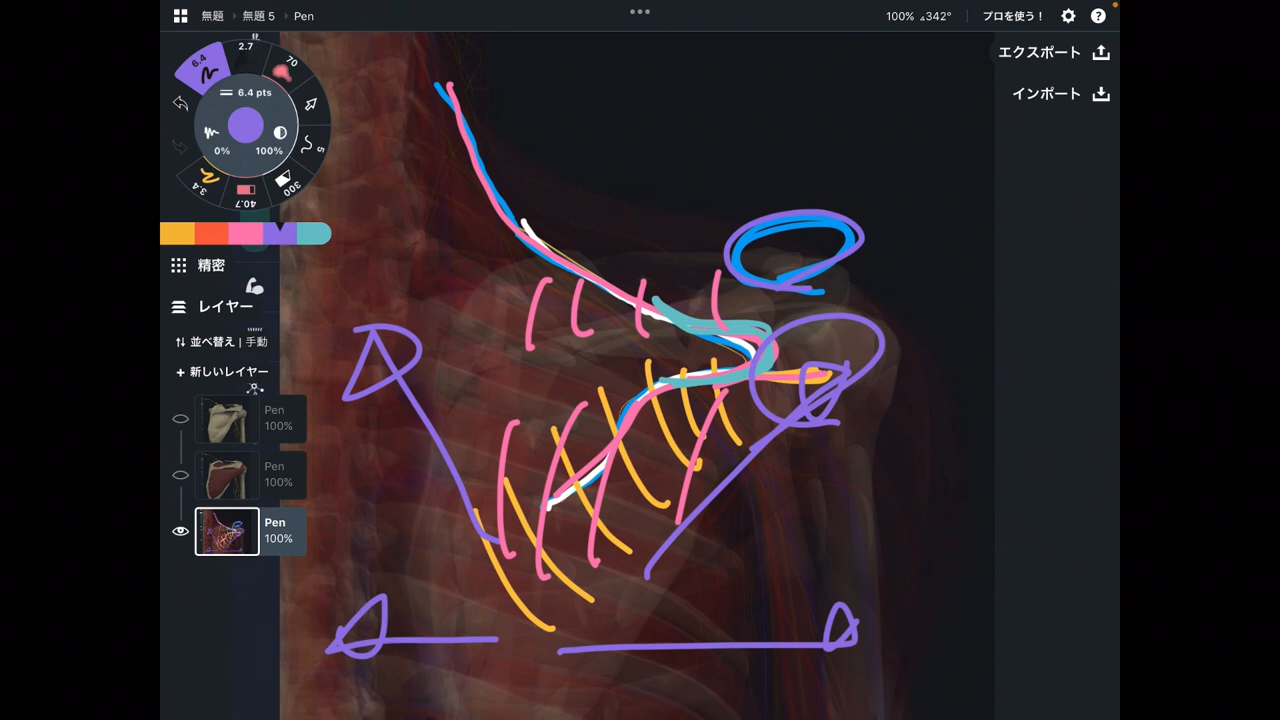 無題 › 無題 5 › Pen
100% ⦟342°
プロを使う！
エクスポート
インポート
2.7
6.4
70
6.4 pts
0%
100%
5
3.4
40.7
300
精密
レイヤー
並べ替え | 手動
+ 新しいレイヤー
Pen
100%
Pen
100%
Pen
100%